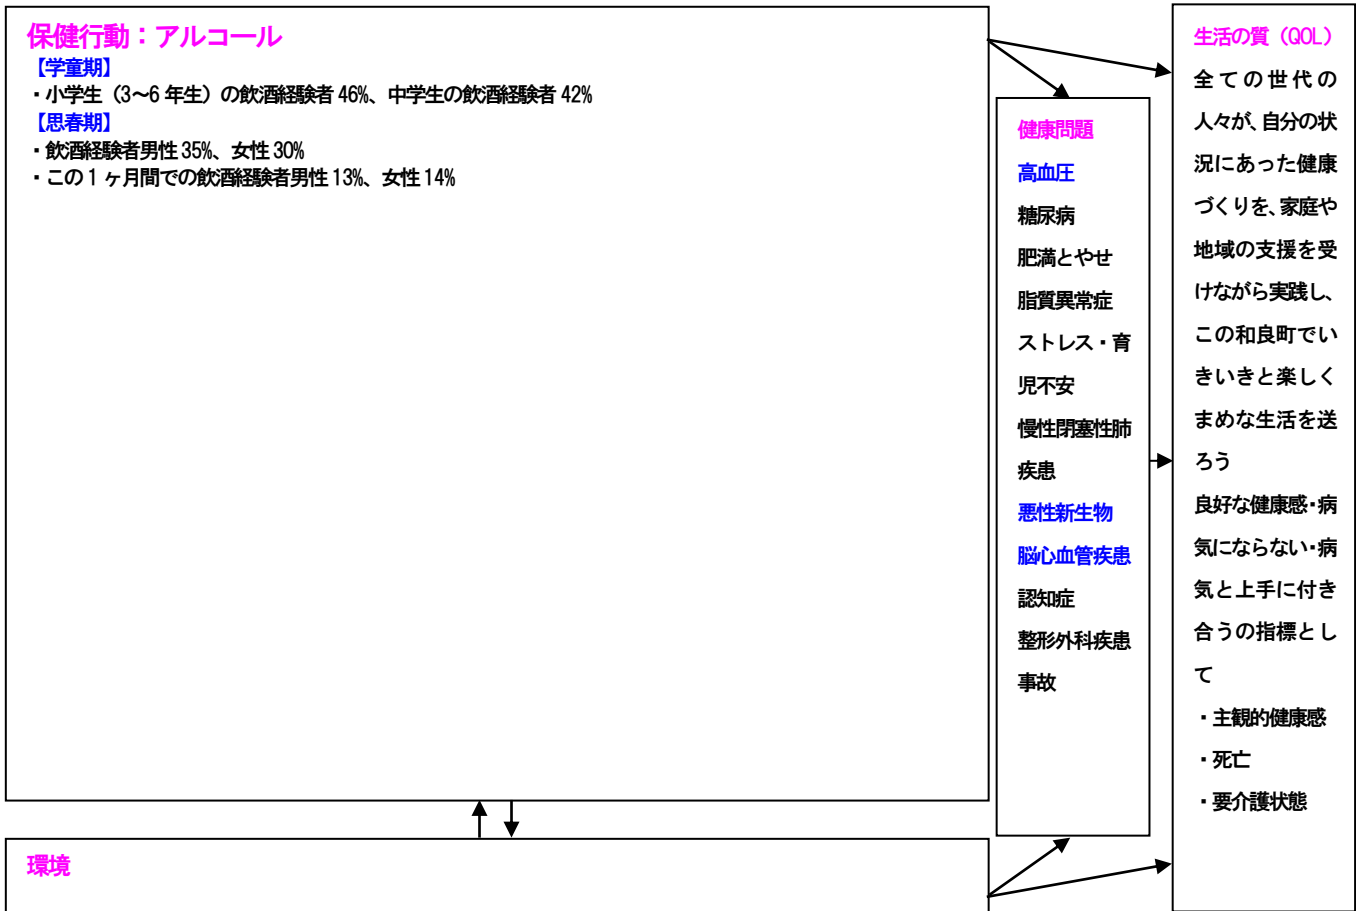 保健行動：アルコール
【学童期】
・小学生（3～6 年生）の飲酒経験者 46%、中学生の飲酒経験者 42%
【思春期】
・飲酒経験者男性 35%、女性 30%
・この 1 ヶ月間での飲酒経験者男性 13%、女性 14%
環境
健康問題
高血圧
糖尿病
肥満とやせ
脂質異常症
ストレス・育
児不安
慢性閉塞性肺
疾患
悪性新生物
脳心血管疾患
認知症
整形外科疾患
事故
生活の質（QOL）
全ての世代の
人々が、自分の状
況にあった健康
づくりを、家庭や
地域の支援を受
けながら実践し、
この和良町でい
きいきと楽しく
まめな生活を送
ろう
良好な健康感・病
気にならない・病
気と上手に付き
合うの指標とし
て
・主観的健康感
・死亡
・要介護状態